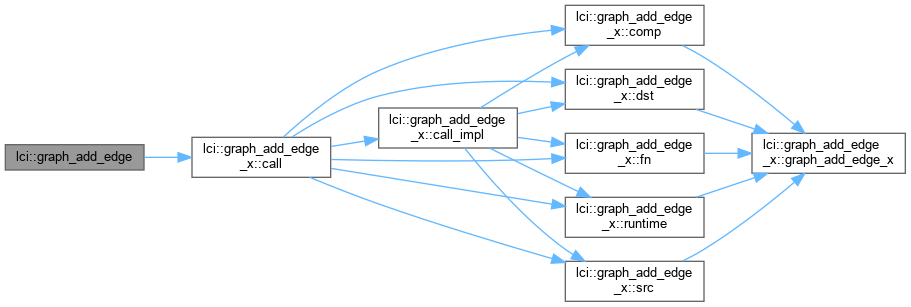 lci::graph_add_edge
lci::graph_add_edge
_x::call
lci::graph_add_edge
_x::call_impl
lci::graph_add_edge
_x::comp
lci::graph_add_edge
_x::dst
lci::graph_add_edge
_x::fn
lci::graph_add_edge
_x::runtime
lci::graph_add_edge
_x::src
lci::graph_add_edge
_x::graph_add_edge_x